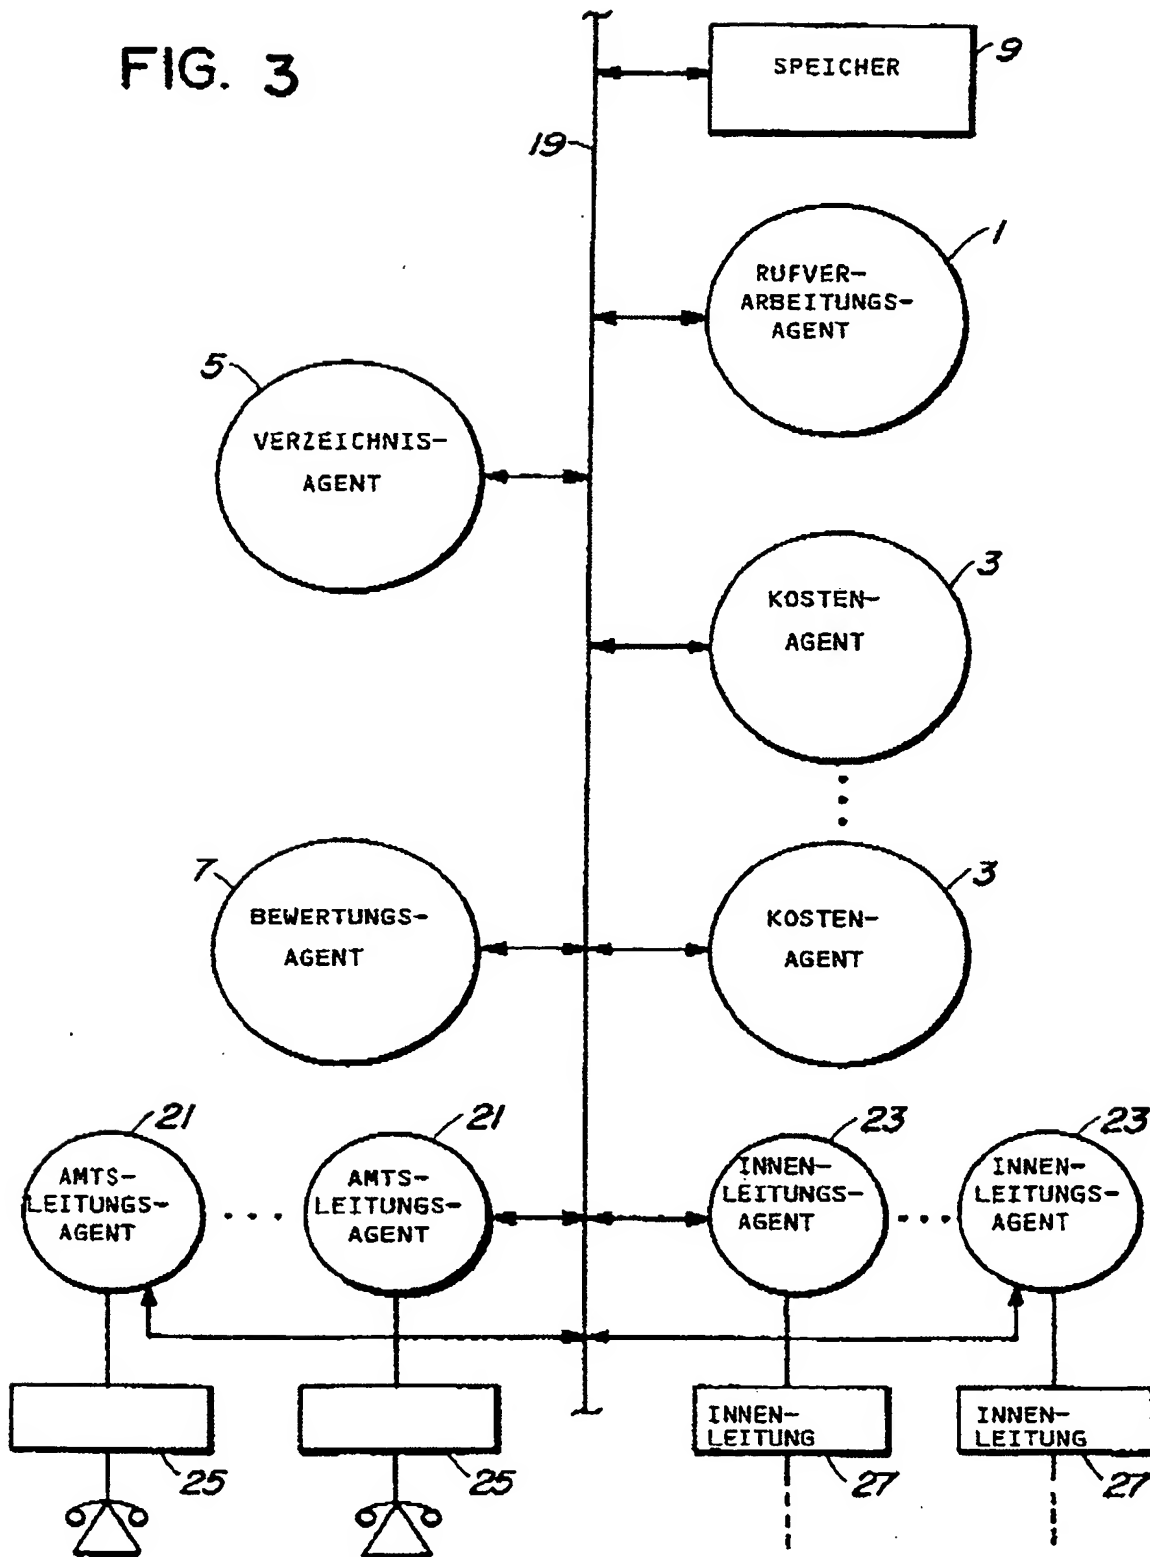 FIG. 3
SPEICHER
9
19
1
RUFVER-
ARBEITUNGS-
AGENT
5
VERZEICHNIS-
AGENT
3
KOSTEN-
AGENT
7
BEWERTUNGS-
AGENT
3
KOSTEN-
AGENT
21
AMTS-
LEITUNGS-
AGENT
21
AMTS-
LEITUNGS-
AGENT
23
INNEN-
LEITUNGS-
AGENT
23
INNEN-
LEITUNGS-
AGENT
25
25
INNEN-
LEITUNG
27
INNEN-
LEITUNG
27